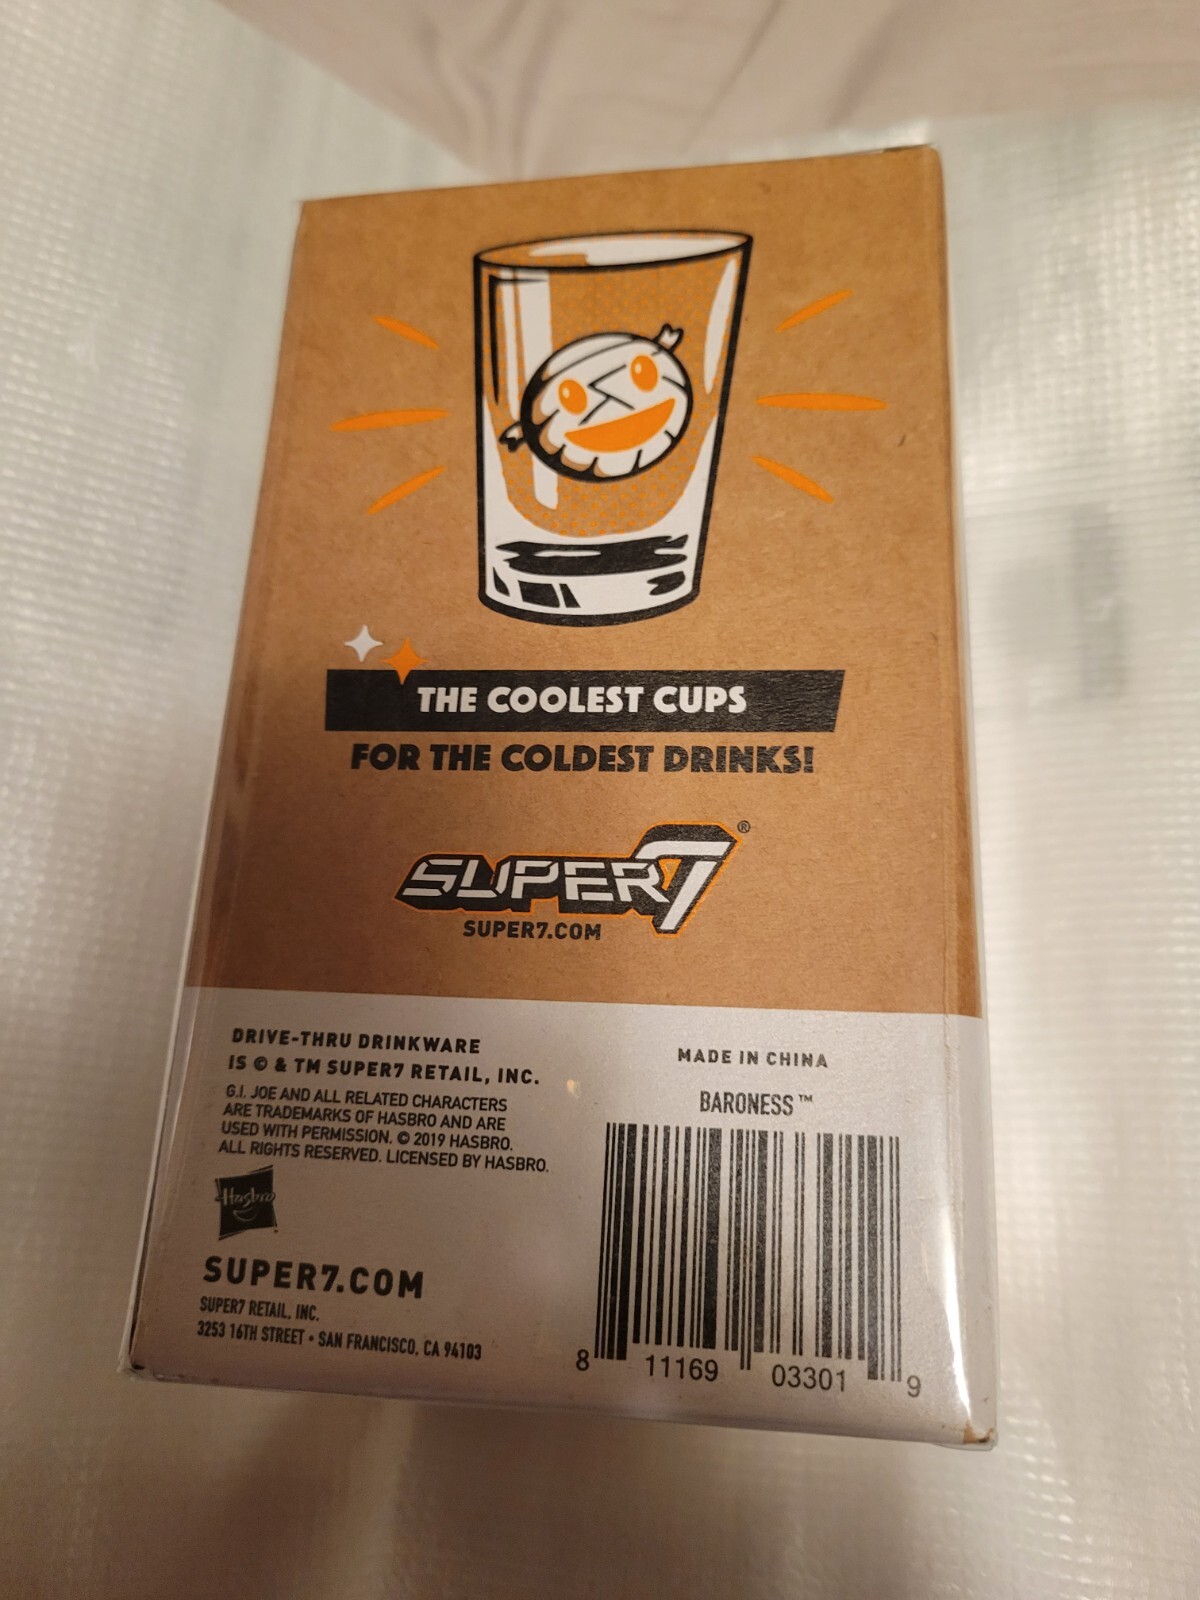 THE COOLEST CUPS
FOR THE COLDEST DRINKS!
SUPER7®
SUPER7.COM
DRIVE-THRU DRINKWARE
IS © & TM SUPER7 RETAIL, INC.
G.I. JOE AND ALL RELATED CHARACTERS
ARE TRADEMARKS OF HASBRO AND ARE
USED WITH PERMISSION. © 2019 HASBRO.
ALL RIGHTS RESERVED. LICENSED BY HASBRO.
Hasbro
SUPER7.COM
SUPER7 RETAIL, INC.
3253 16TH STREET • SAN FRANCISCO, CA 94103
MADE IN CHINA
BARONESS™
8 11169 03301 9